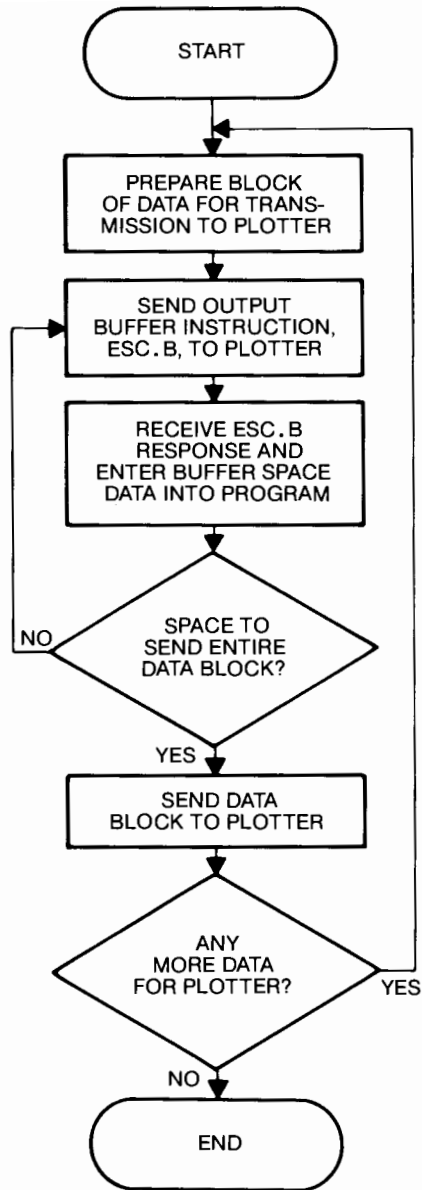 START
PREPARE BLOCK
OF DATA FOR TRANS-
MISSION TO PLOTTER
SEND OUTPUT
BUFFER INSTRUCTION,
ESC.B, TO PLOTTER
RECEIVE ESC.B
RESPONSE AND
ENTER BUFFER SPACE
DATA INTO PROGRAM
NO
SPACE TO
SEND ENTIRE
DATA BLOCK?
YES
SEND DATA
BLOCK TO PLOTTER
ANY
MORE DATA
FOR PLOTTER?
YES
NO
END